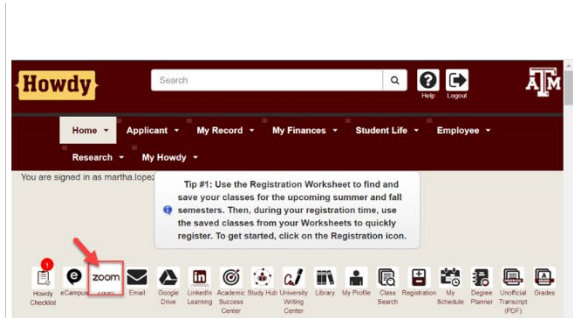 Howdy
Search
Help
Logout
ATM
Home
Applicant
My Record
My Finances
Student Life
Employee
Research
My Howdy
You are signed in as martha.lopez
Tip #1: Use the Registration Worksheet to find and
save your classes for the upcoming summer and fall
semesters. Then, during your registration time, use
the saved classes from your Worksheets to quickly
register. To get started, click on the Registration icon.
1
zoom
in
Howdy
Checklist
eCampus
Zoom
Email
Google
Drive
LinkedIn
Learning
Academic
Success
Center
Study Hub
University
Writing
Center
Library
My Profile
Class
Search
Registration
My
Schedule
Degree
Planner
Unofficial
Transcript
(PDF)
Grades